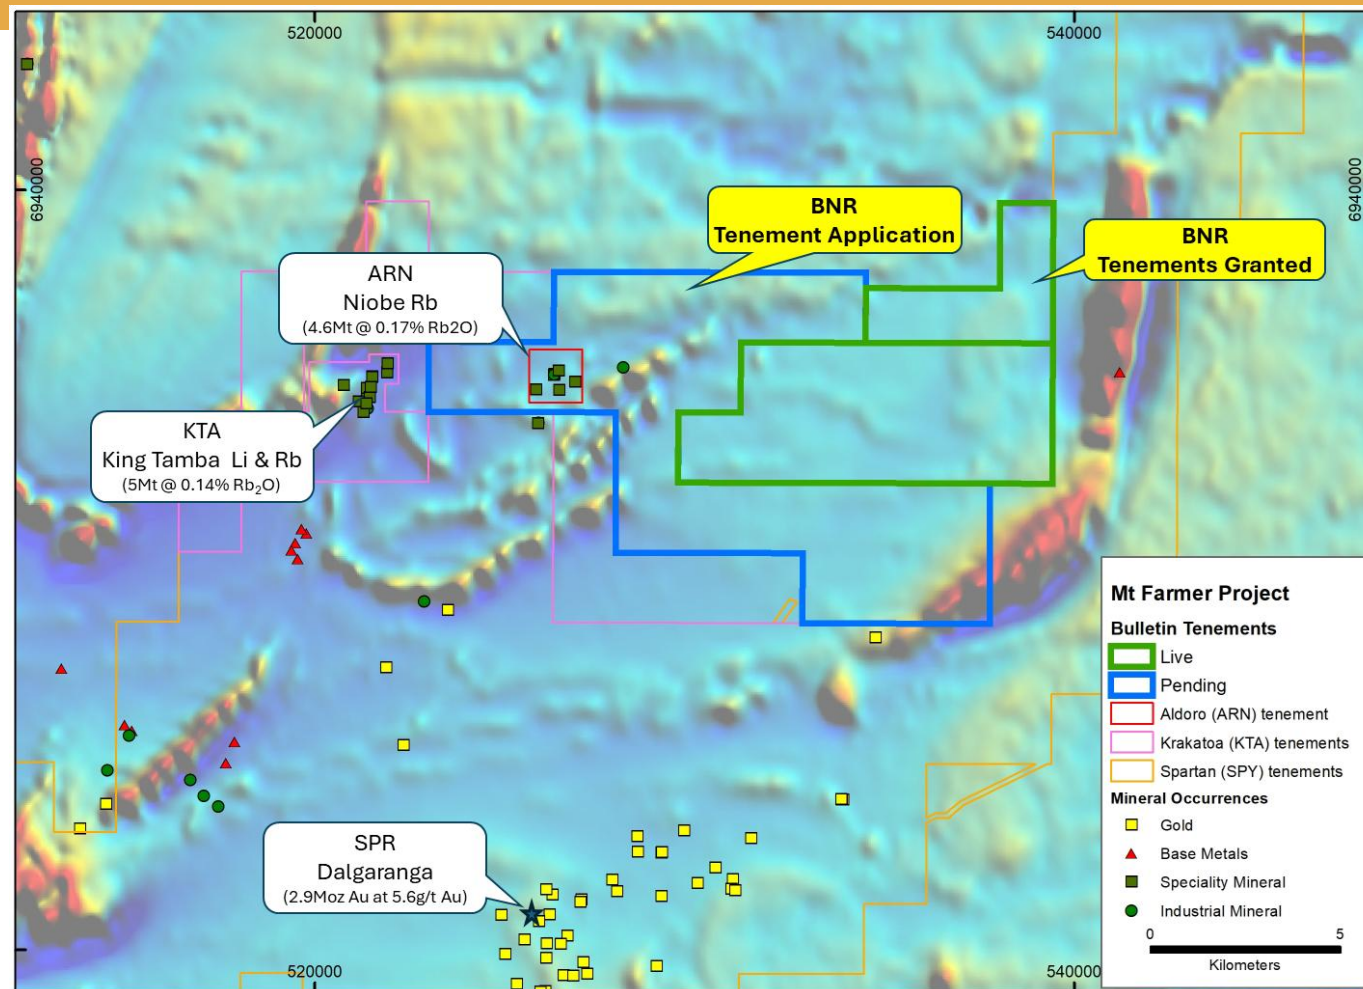 520000
540000
6940000
6940000
BNR
Tenement Application
BNR
Tenements Granted
ARN
Niobe Rb
(4.6Mt @ 0.17% Rb2O)
KTA
King Tamba Li & Rb
(5Mt @ 0.14% Rb₂O)
SPR
Dalgaranga
(2.9Moz Au at 5.6g/t Au)
Mt Farmer Project
Bulletin Tenements
Live
Pending
Aldoro (ARN) tenement
Krakatoa (KTA) tenements
Spartan (SPY) tenements
Mineral Occurrences
Gold
Base Metals
Speciality Mineral
Industrial Mineral
0 5
Kilometers
520000
540000